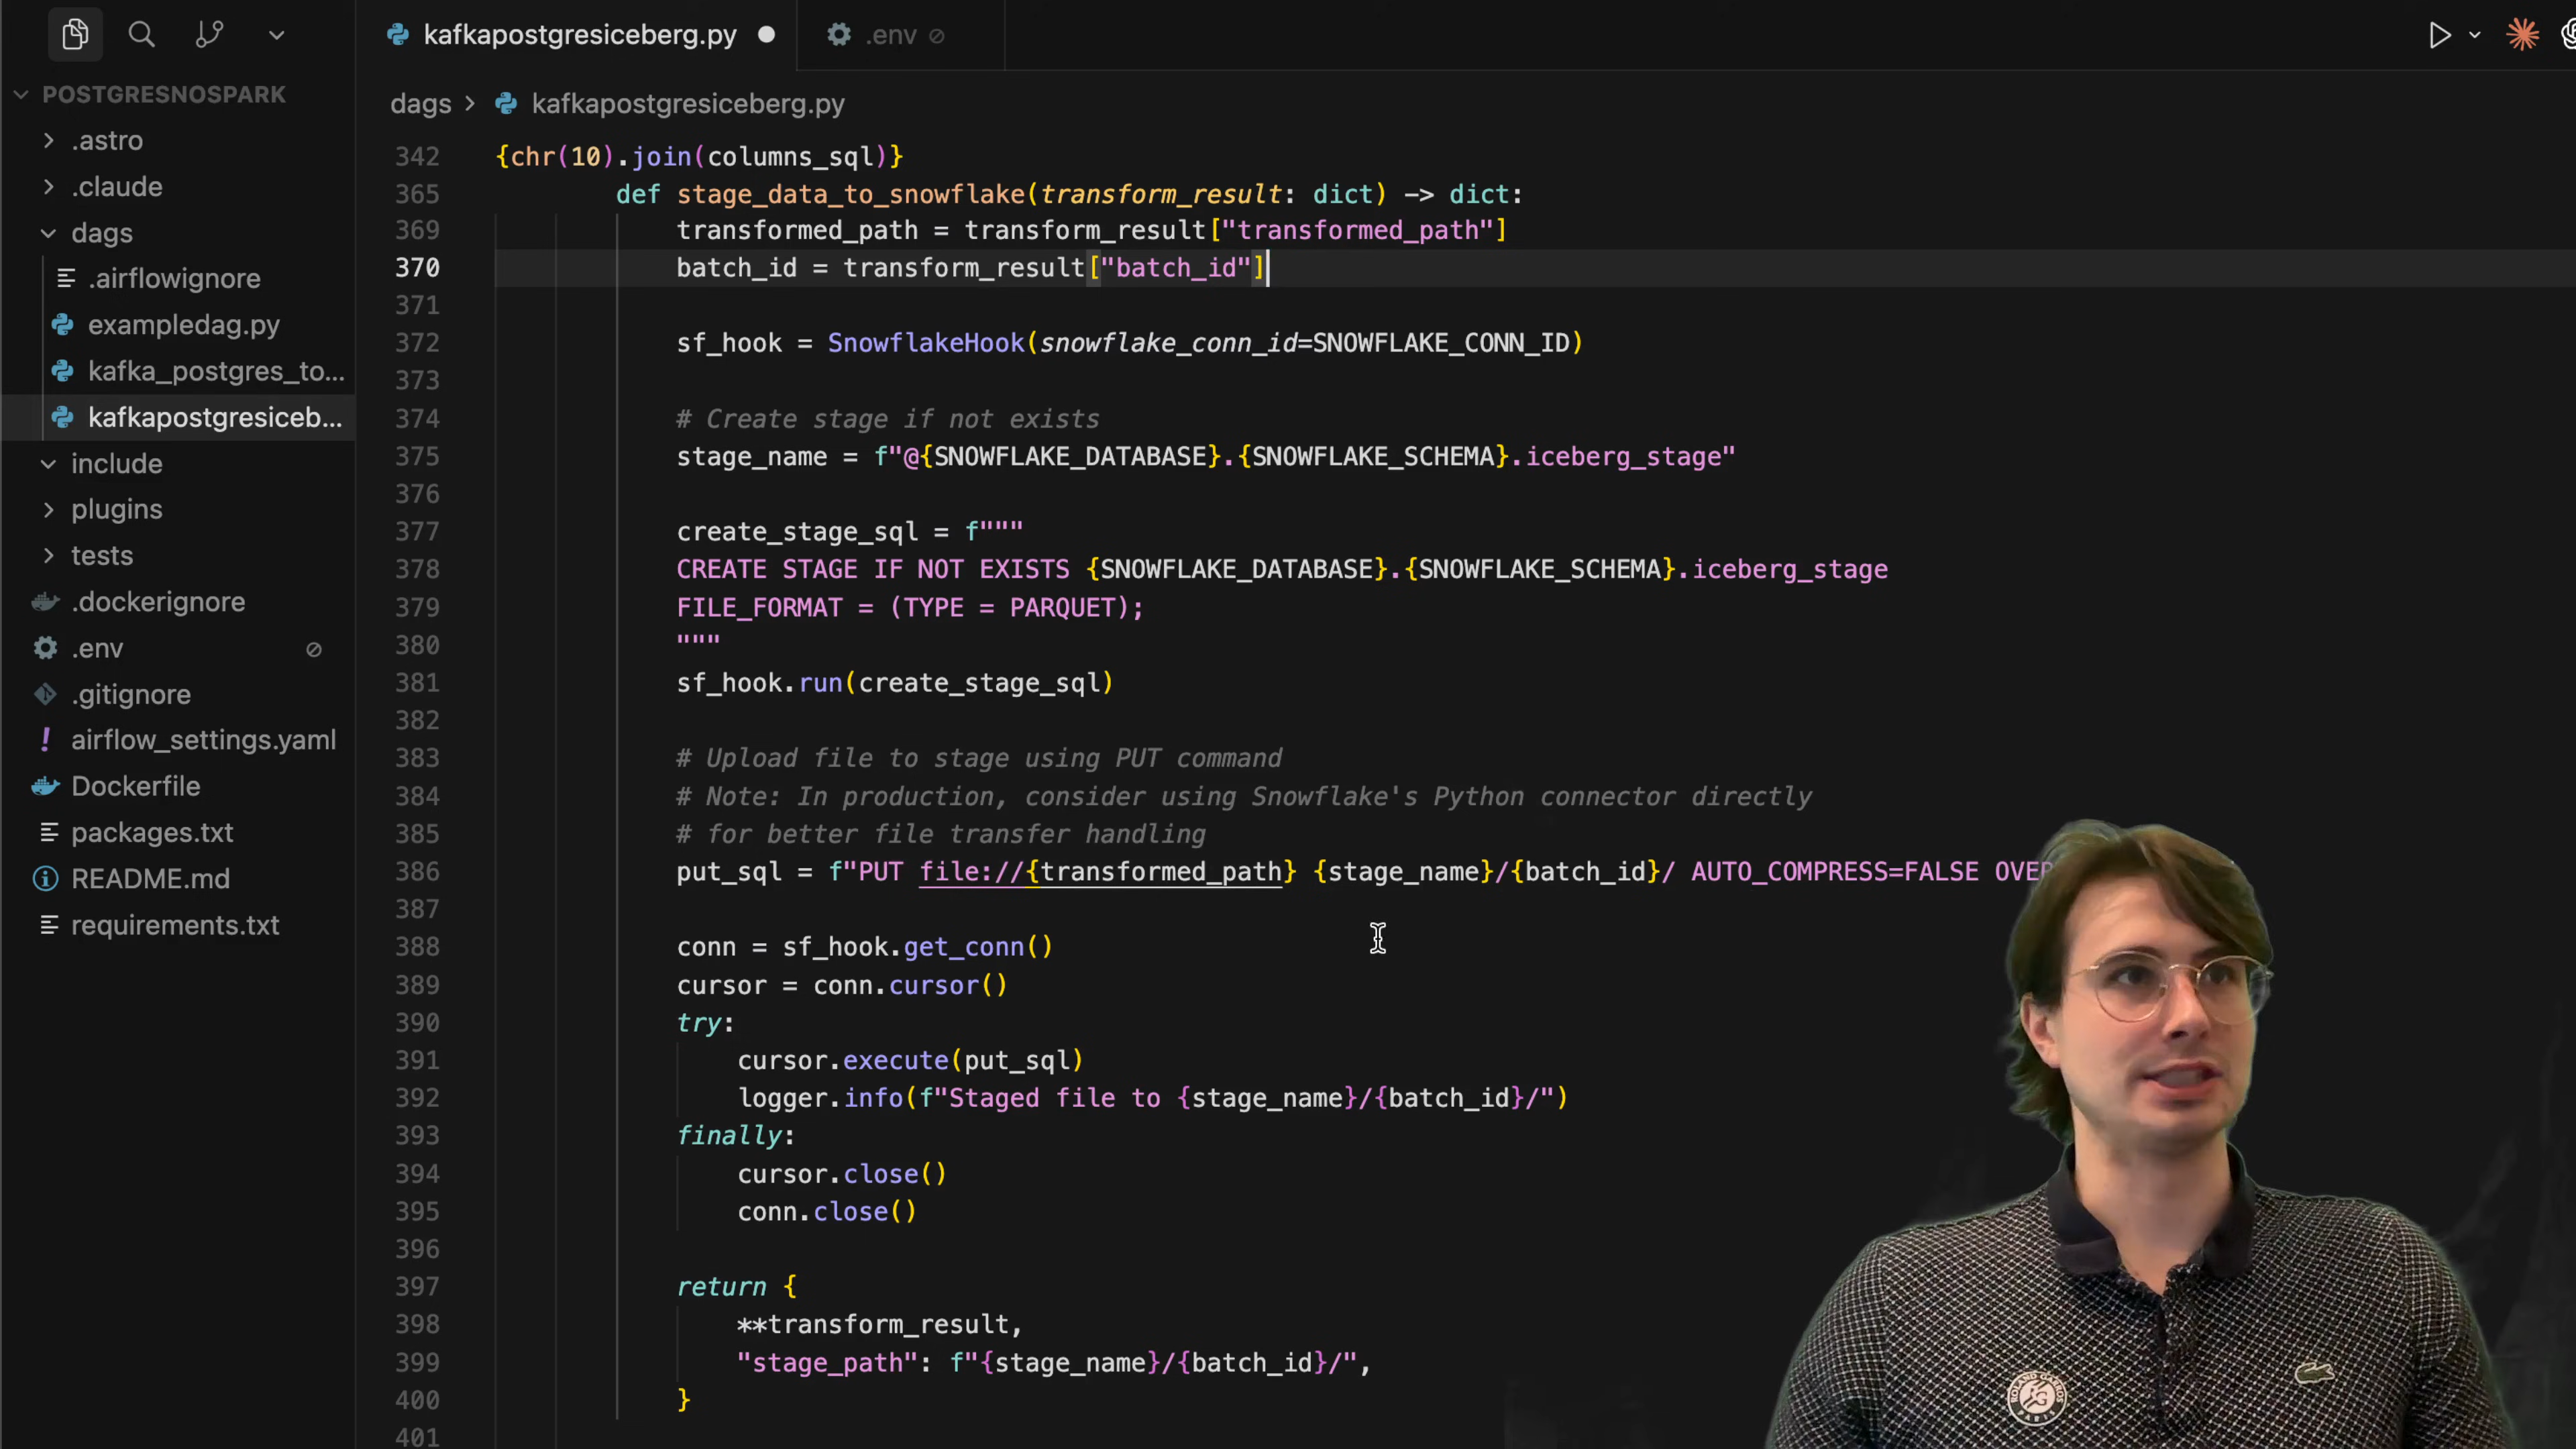 kafkapostgresiceberg.py
.env
POSTGRESNOSPARK
.astro
.claude
dags
.airflowignore
exampledag.py
kafka_postgres_to...
kafkapostgresiceb...
include
plugins
tests
.dockerignore
.env
.gitignore
airflow_settings.yaml
Dockerfile
packages.txt
README.md
requirements.txt
dags > kafkapostgresiceberg.py
342 {chr(10).join(columns_sql)}
365 def stage_data_to_snowflake(transform_result: dict) -> dict:
369 transformed_path = transform_result["transformed_path"]
370 batch_id = transform_result["batch_id"]
371
372 sf_hook = SnowflakeHook(snowflake_conn_id=SNOWFLAKE_CONN_ID)
373
374 # Create stage if not exists
375 stage_name = f"@{SNOWFLAKE_DATABASE}.{SNOWFLAKE_SCHEMA}.iceberg_stage"
376
377 create_stage_sql = f"""
378 CREATE STAGE IF NOT EXISTS {SNOWFLAKE_DATABASE}.{SNOWFLAKE_SCHEMA}.iceberg_stage
379 FILE_FORMAT = (TYPE = PARQUET);
380 """
381 sf_hook.run(create_stage_sql)
382
383 # Upload file to stage using PUT command
384 # Note: In production, consider using Snowflake's Python connector directly
385 # for better file transfer handling
386 put_sql = f"PUT file://{transformed_path} {stage_name}/{batch_id}/ AUTO_COMPRESS=FALSE OVER
387
388 conn = sf_hook.get_conn()
389 cursor = conn.cursor()
390 try:
391 cursor.execute(put_sql)
392 logger.info(f"Staged file to {stage_name}/{batch_id}/")
393 finally:
394 cursor.close()
395 conn.close()
396
397 return {
398 **transform_result,
399 "stage_path": f"{stage_name}/{batch_id}/",
400 }
401
ROLAND GARROS
PARIS